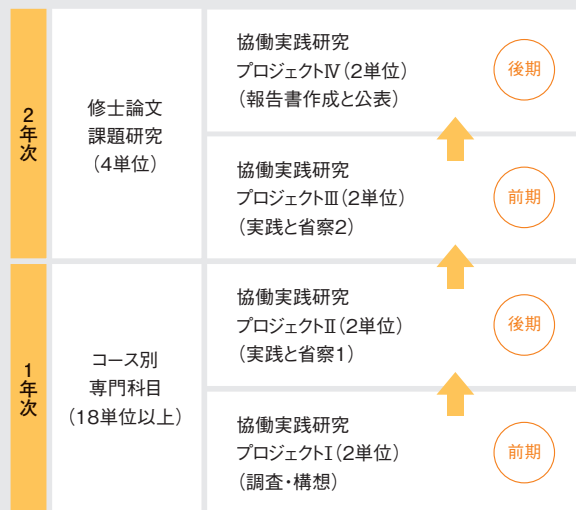 2年次
修士論文
課題研究
（4単位）
協働実践研究
プロジェクトⅣ（2単位）
（報告書作成と公表）
後期
協働実践研究
プロジェクトⅢ（2単位）
（実践と省察2）
前期
1年次
コース別
専門科目
（18単位以上）
協働実践研究
プロジェクトⅡ（2単位）
（実践と省察1）
後期
協働実践研究
プロジェクトⅠ（2単位）
（調査・構想）
前期